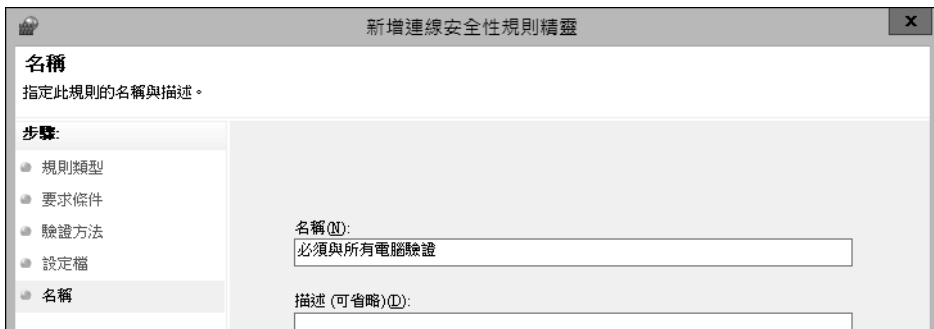 新增連線安全性規則精靈
x
名稱
指定此規則的名稱與描述。
步驟:
規則類型
要求條件
驗證方法
設定檔
名稱
名稱(N):
必須與所有電腦驗證
描述 (可省略)(D):